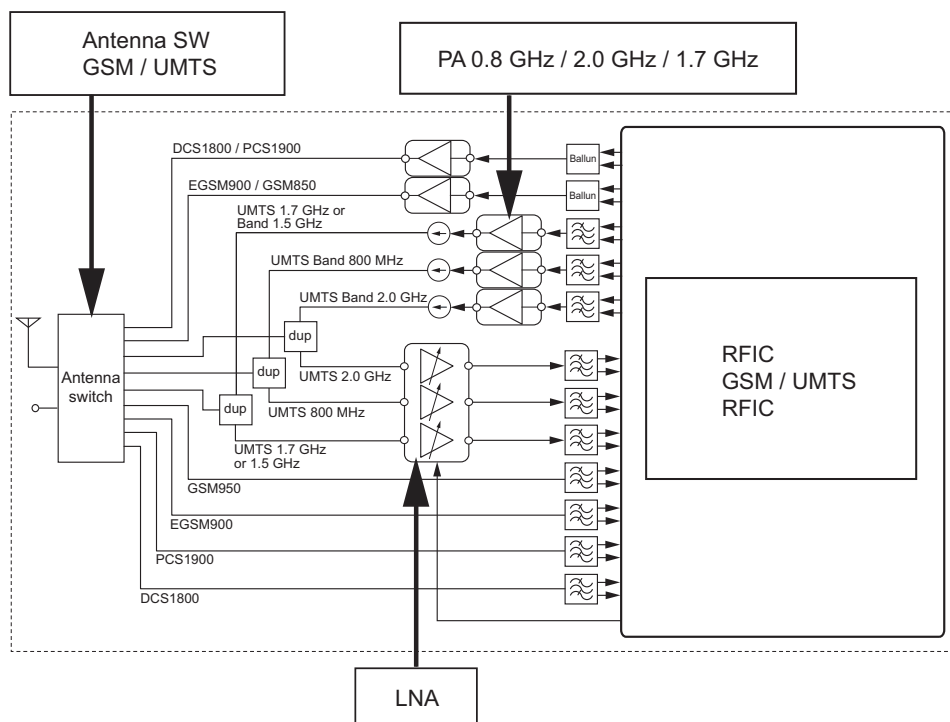 Antenna SW
GSM / UMTS
PA 0.8 GHz / 2.0 GHz / 1.7 GHz
DCS1800 / PCS1900
Ballun
EGSM900 / GSM850
Ballun
UMTS 1.7 GHz or
Band 1.5 GHz
UMTS Band 800 MHz
UMTS Band 2.0 GHz
dup
UMTS 2.0 GHz
dup
UMTS 800 MHz
dup
UMTS 1.7 GHz
or 1.5 GHz
Antenna
switch
RFIC
GSM / UMTS
RFIC
GSM950
EGSM900
PCS1900
DCS1800
LNA